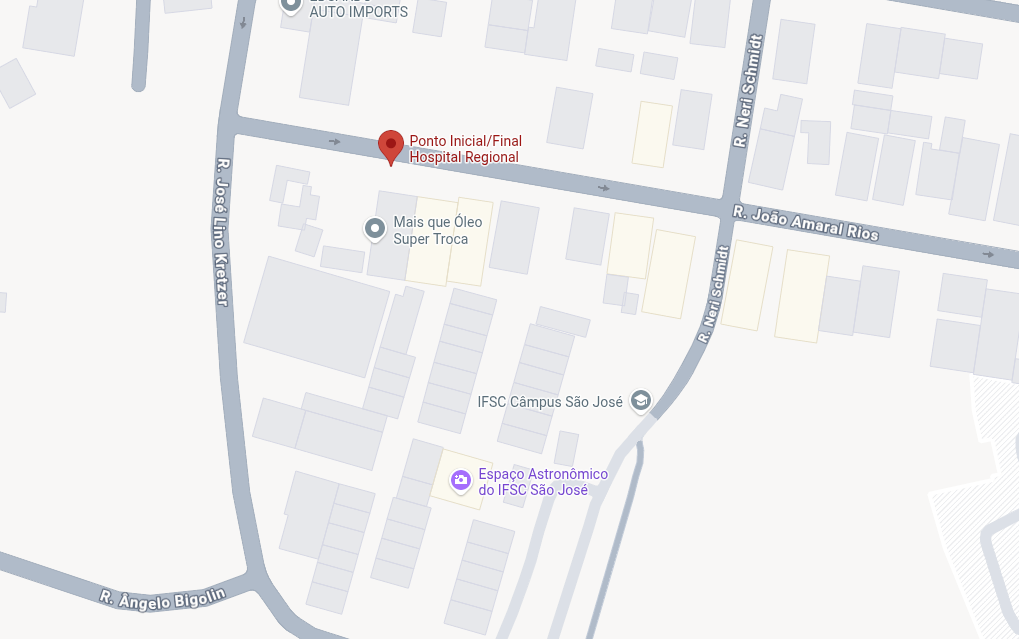 AUTO IMPORTS
R. Neri Schmidt
Ponto Inicial/Final
Hospital Regional
R. José Lino Kretzer
Mais que Óleo
Super Troca
R. João Amaral Rios
R. Neri Schmidt
IFSC Câmpus São José
Espaço Astronômico
do IFSC São José
R. Ângelo Bigolin